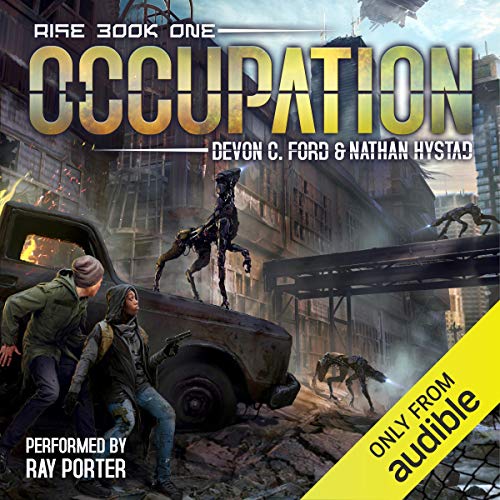 RISE BOOK ONE
OCCUPATION
DEVON C. FORD & NATHAN HYSTAD
PERFORMED BY
RAY PORTER
ONLY FROM
audible